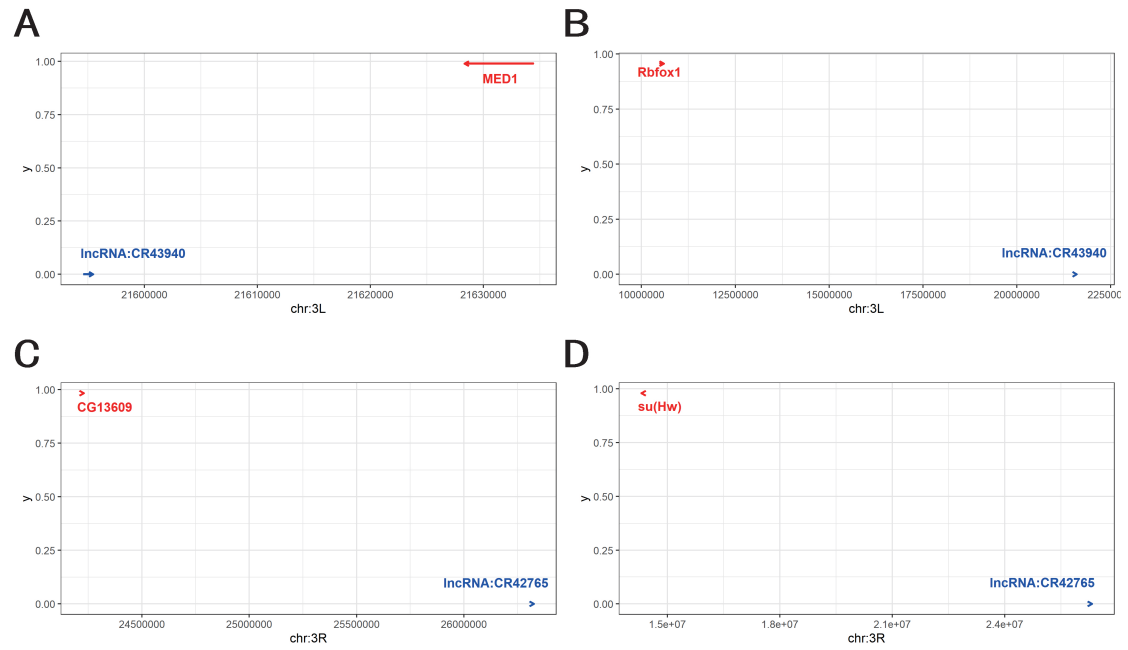 A
B
1.00
0.75
0.50
0.25
0.00
y
MED1
lncRNA:CR43940
21600000 21610000 21620000 21630000
chr:3L
1.00
0.75
0.50
0.25
0.00
y
Rbfox1
lncRNA:CR43940
10000000 12500000 15000000 17500000 20000000 225000
chr:3L
C
D
1.00
0.75
0.50
0.25
0.00
y
CG13609
lncRNA:CR42765
24500000 25000000 25500000 26000000
chr:3R
1.00
0.75
0.50
0.25
0.00
y
su(Hw)
lncRNA:CR42765
1.5e+07 1.8e+07 2.1e+07 2.4e+07
chr:3R